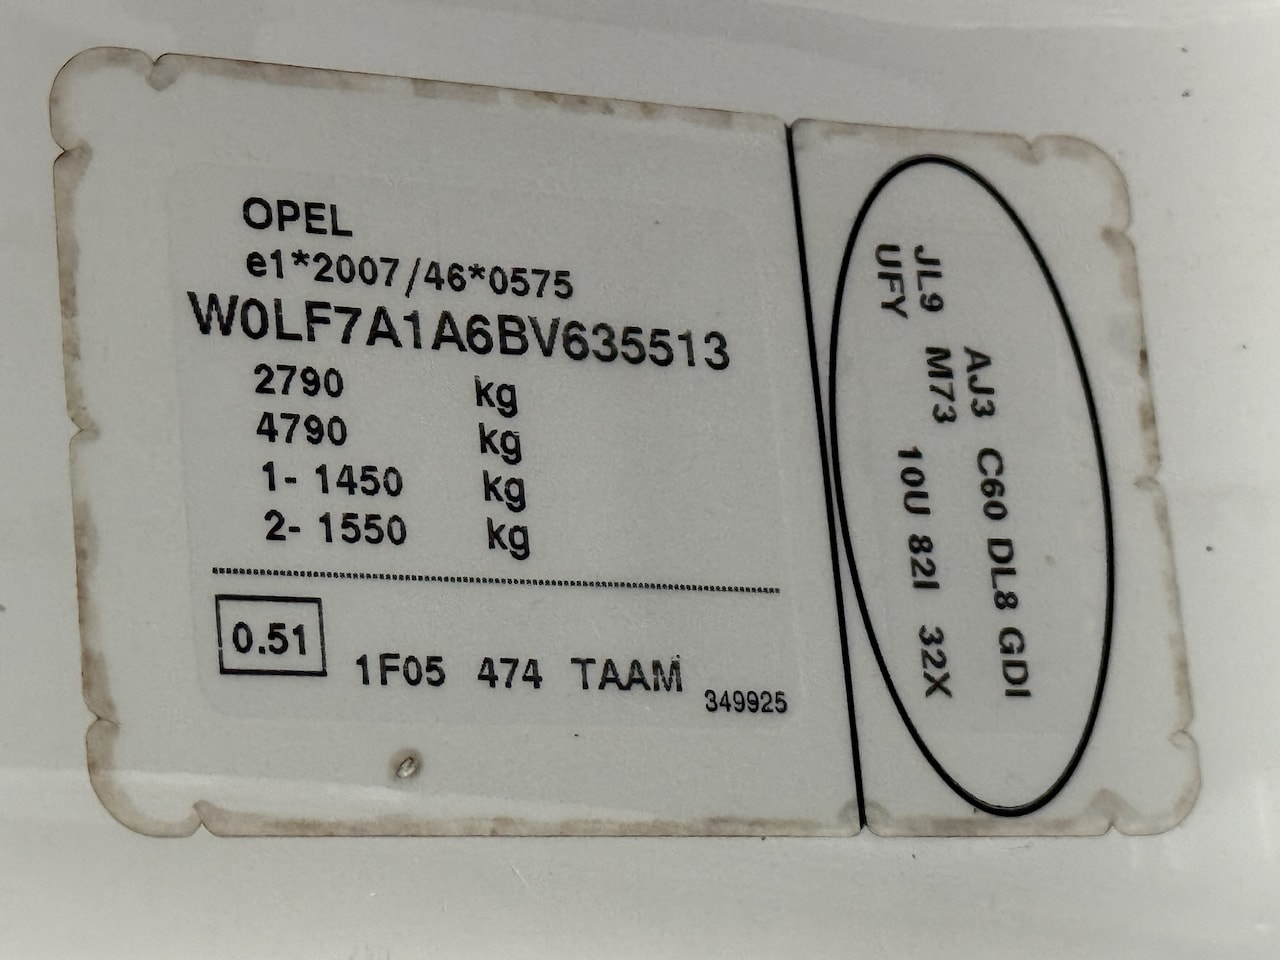 OPEL
e1*2007/46*0575
W0LF7A1A6BV635513
2790 kg
4790 kg
1- 1450 kg
2- 1550 kg
0.51 1F05 474 TAAM 349925
AJ3 C60 DL8 GDI
JL9 M73 10U 82I 32X
UFY